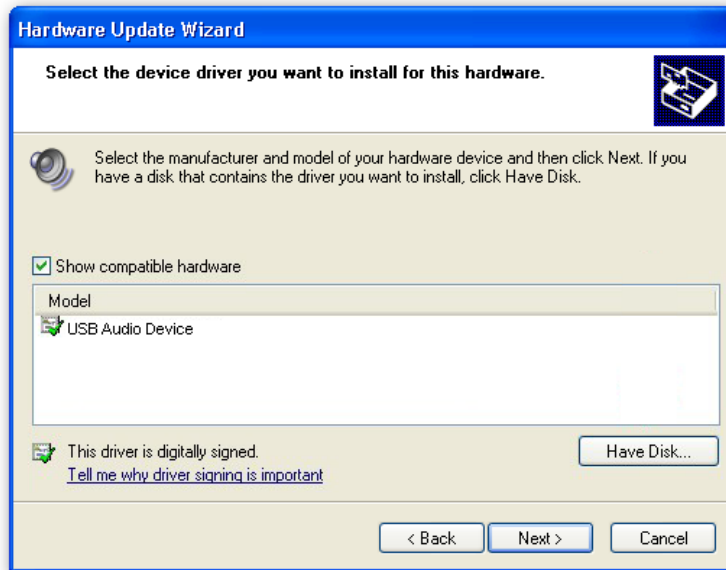 Hardware Update Wizard
Select the device driver you want to install for this hardware.
Select the manufacturer and model of your hardware device and then click Next. If you
have a disk that contains the driver you want to install, click Have Disk.
Show compatible hardware
Model
USB Audio Device
This driver is digitally signed.
Have Disk...
Tell me why driver signing is important
< Back
Next >
Cancel